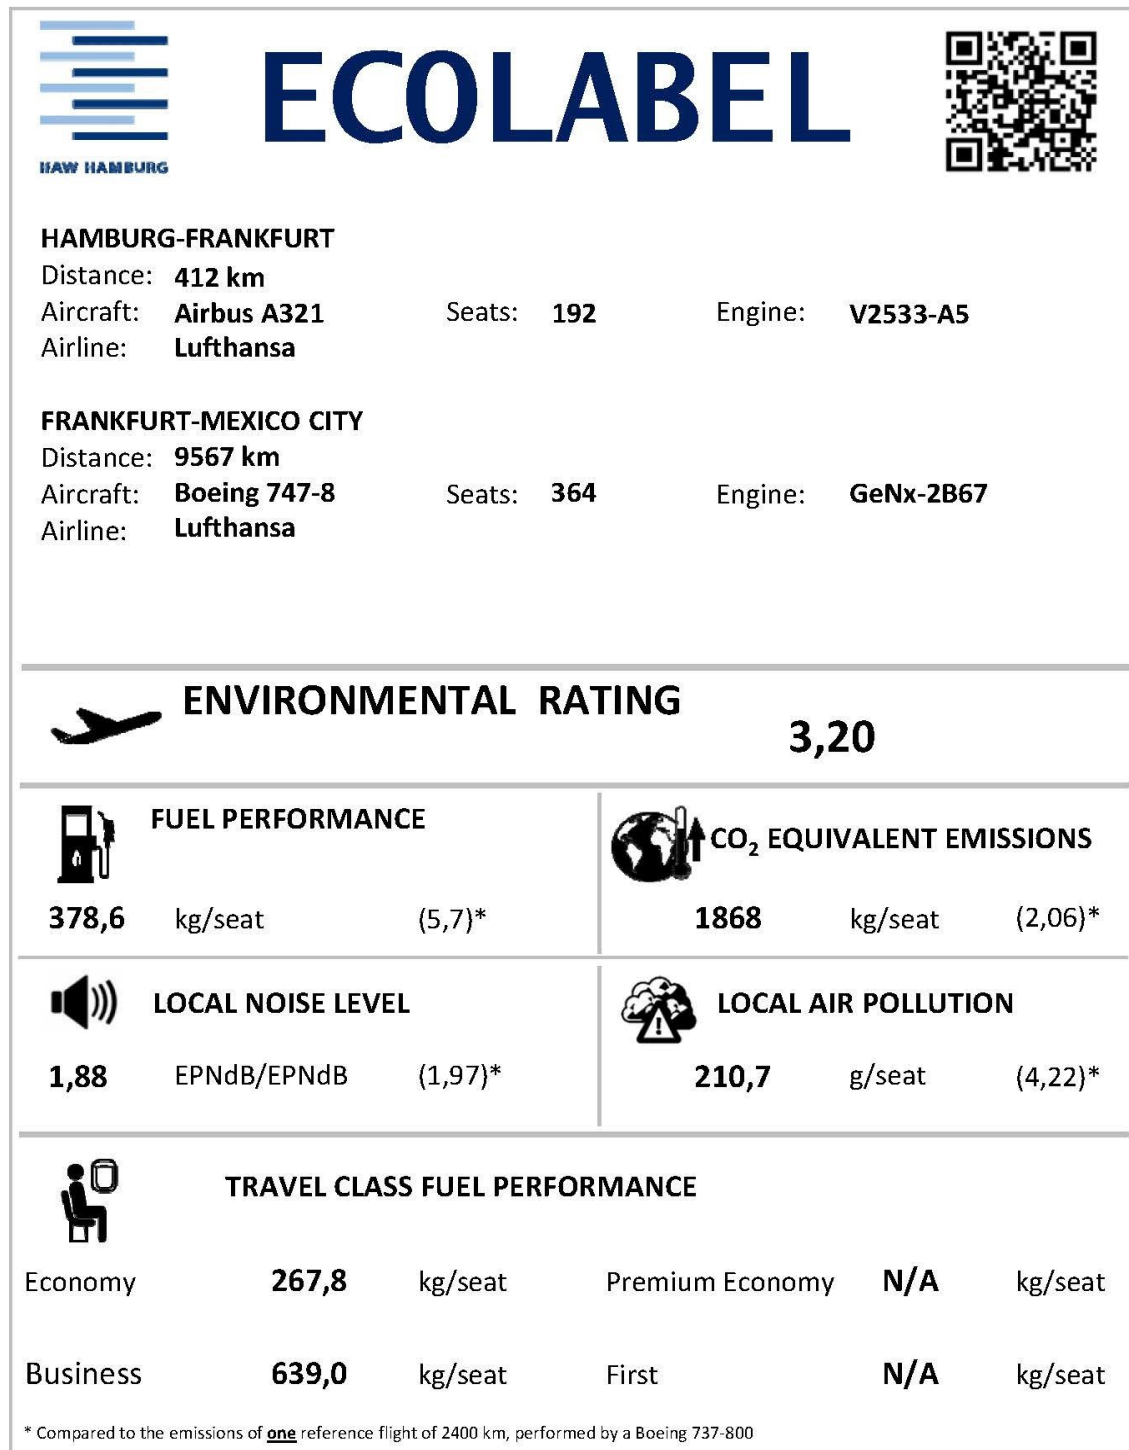 HAW HAMBURG
ECOLABEL
HAMBURG-FRANKFURT
Distance: 412 km
Aircraft: Airbus A321 Seats: 192 Engine: V2533-A5
Airline: Lufthansa
FRANKFURT-MEXICO CITY
Distance: 9567 km
Aircraft: Boeing 747-8 Seats: 364 Engine: GeNx-2B67
Airline: Lufthansa
ENVIRONMENTAL RATING
3,20
FUEL PERFORMANCE
378,6 kg/seat (5,7)*
CO₂ EQUIVALENT EMISSIONS
1868 kg/seat (2,06)*
LOCAL NOISE LEVEL
1,88 EPNdB/EPNdB (1,97)*
LOCAL AIR POLLUTION
210,7 g/seat (4,22)*
TRAVEL CLASS FUEL PERFORMANCE
Economy 267,8 kg/seat Premium Economy N/A kg/seat
Business 639,0 kg/seat First N/A kg/seat
* Compared to the emissions of one reference flight of 2400 km, performed by a Boeing 737-800